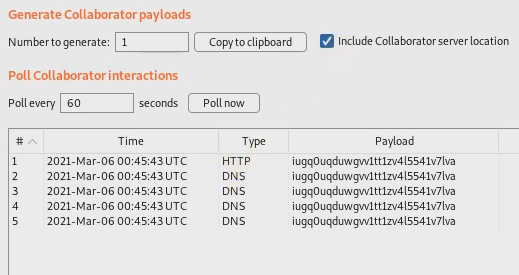 Generate Collaborator payloads
Number to generate: 1 Copy to clipboard Include Collaborator server location
Poll Collaborator interactions
Poll every 60 seconds Poll now
# Time Type Payload
1 2021-Mar-06 00:45:43 UTC HTTP iugq0uqduwgvv1tt1zv4l5541v7lva
2 2021-Mar-06 00:45:43 UTC DNS iugq0uqduwgvv1tt1zv4l5541v7lva
3 2021-Mar-06 00:45:43 UTC DNS iugq0uqduwgvv1tt1zv4l5541v7lva
4 2021-Mar-06 00:45:43 UTC DNS iugq0uqduwgvv1tt1zv4l5541v7lva
5 2021-Mar-06 00:45:43 UTC DNS iugq0uqduwgvv1tt1zv4l5541v7lva